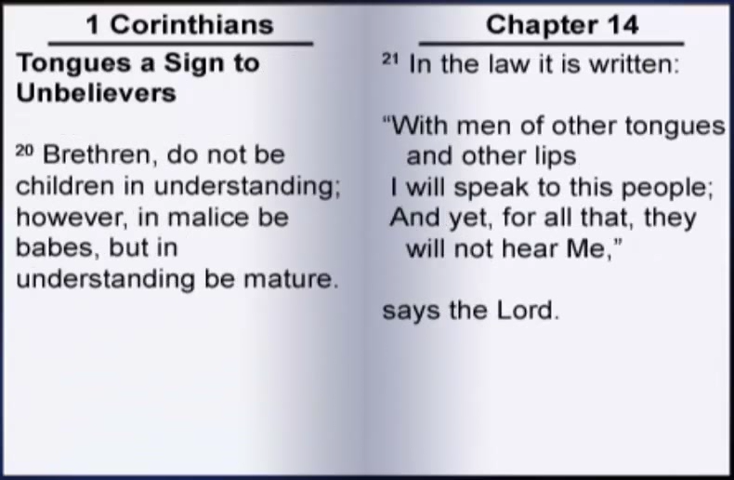 1 Corinthians
Tongues a Sign to
Unbelievers
20 Brethren, do not be
children in understanding;
however, in malice be
babes, but in
understanding be mature.
Chapter 14
21 In the law it is written:
“With men of other tongues
and other lips
I will speak to this people;
And yet, for all that, they
will not hear Me,”
says the Lord.